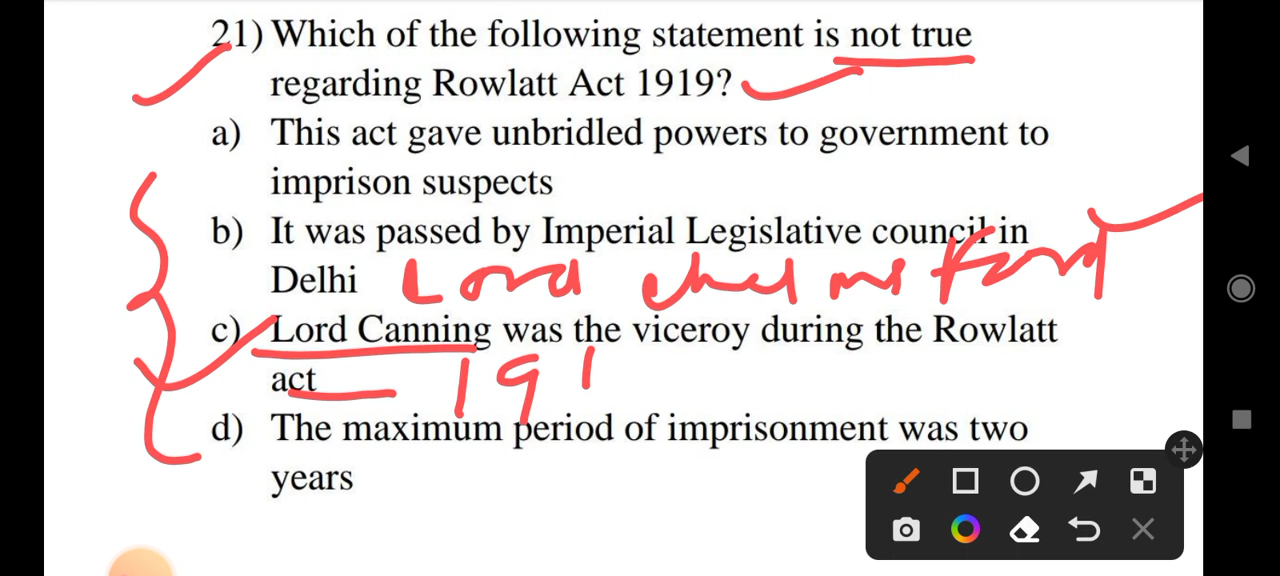 21) Which of the following statement is not true
regarding Rowlatt Act 1919?
a) This act gave unbridled powers to government to
imprison suspects
b) It was passed by Imperial Legislative council in
Delhi Lord chelmsford
c) Lord Canning was the viceroy during the Rowlatt
act 191
d) The maximum period of imprisonment was two
years